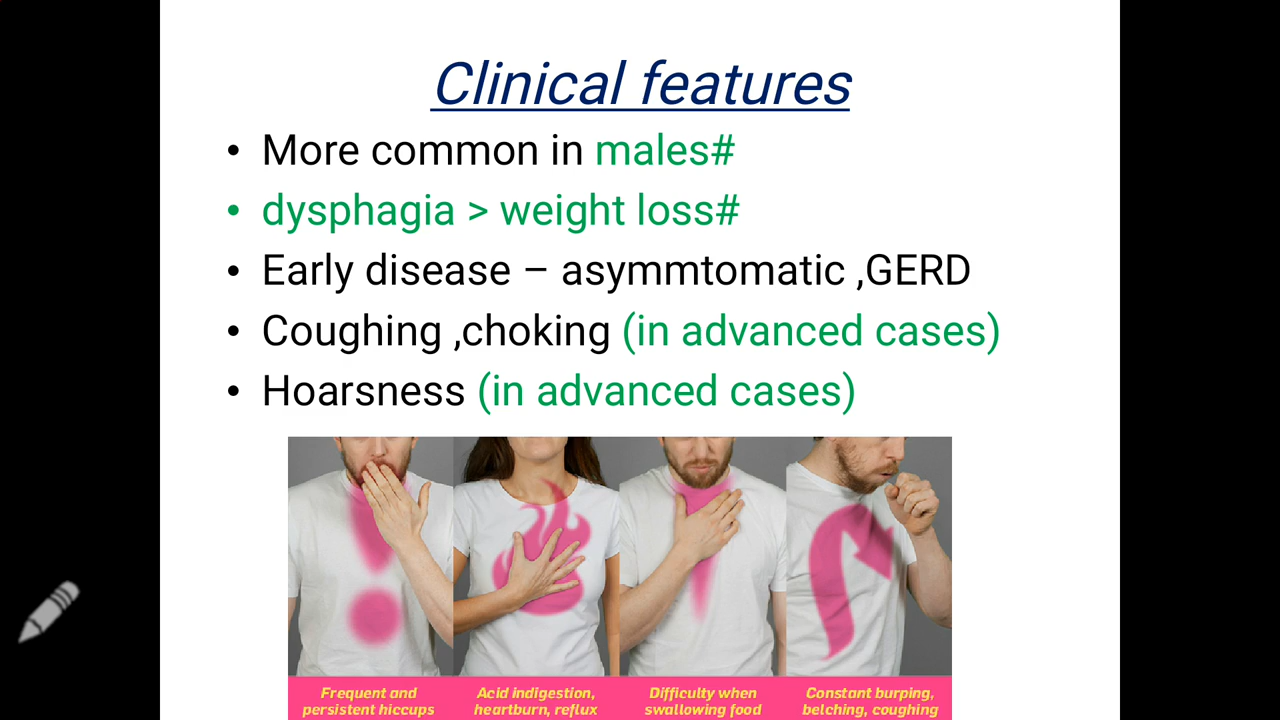 Clinical features
• More common in males#
• dysphagia > weight loss#
• Early disease – asymmtomatic ,GERD
• Coughing ,choking (in advanced cases)
• Hoarsness (in advanced cases)
Frequent and
persistent hiccups
Acid indigestion,
heartburn, reflux
Difficulty when
swallowing food
Constant burping,
belching, coughing